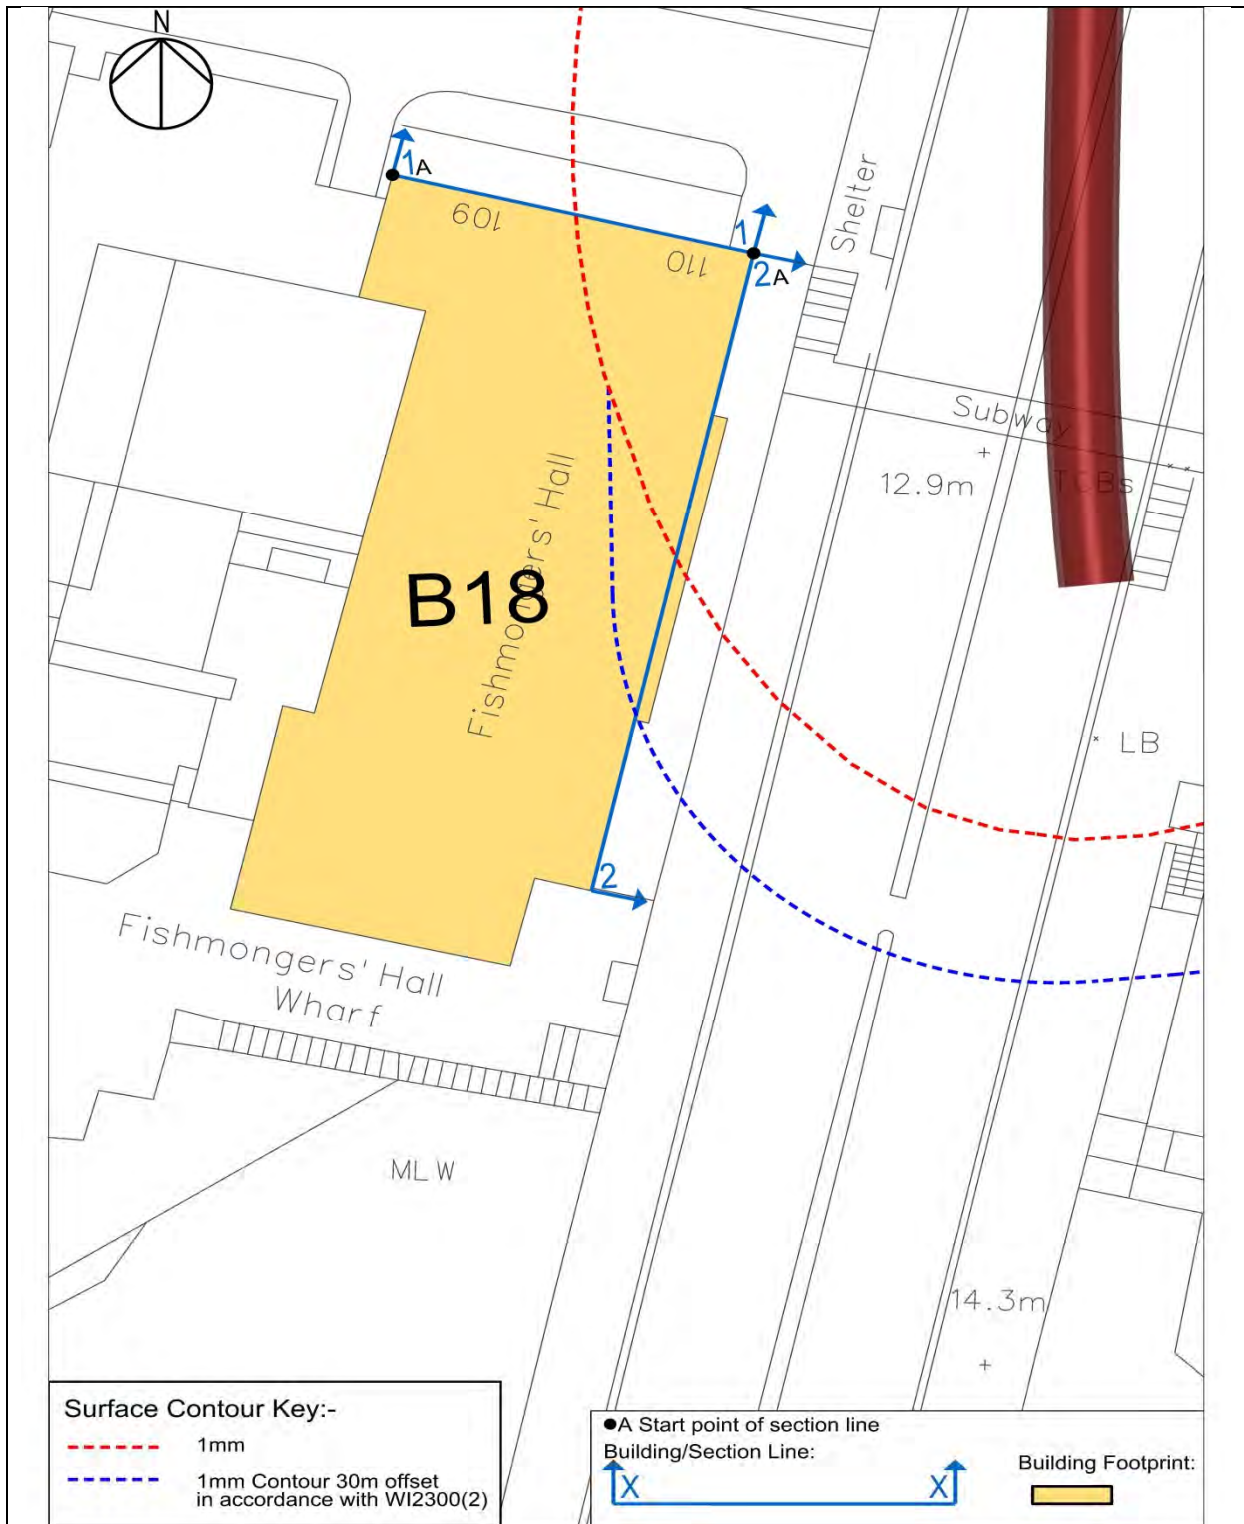 N
1 A
109
110
1
2 A
Shelter
Subway
12.9m
TCBs
Fishmongers' Hall
B18
LB
2
Fishmongers' Hall
Wharf
MLW
14.3m
Surface Contour Key:-
1mm
1mm Contour 30m offset
in accordance with WI2300(2)
A Start point of section line
Building/Section Line:
X X
Building Footprint: